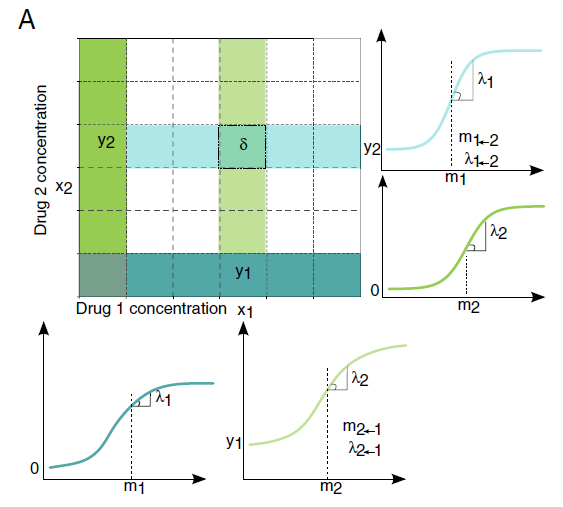 A
Drug 2 concentration
x2
y2
δ
y1
Drug 1 concentration x1
y2
λ1
m1←2
λ1←2
m1
λ2
0
m2
λ1
0
m1
λ2
y1
m2←1
λ2←1
m2